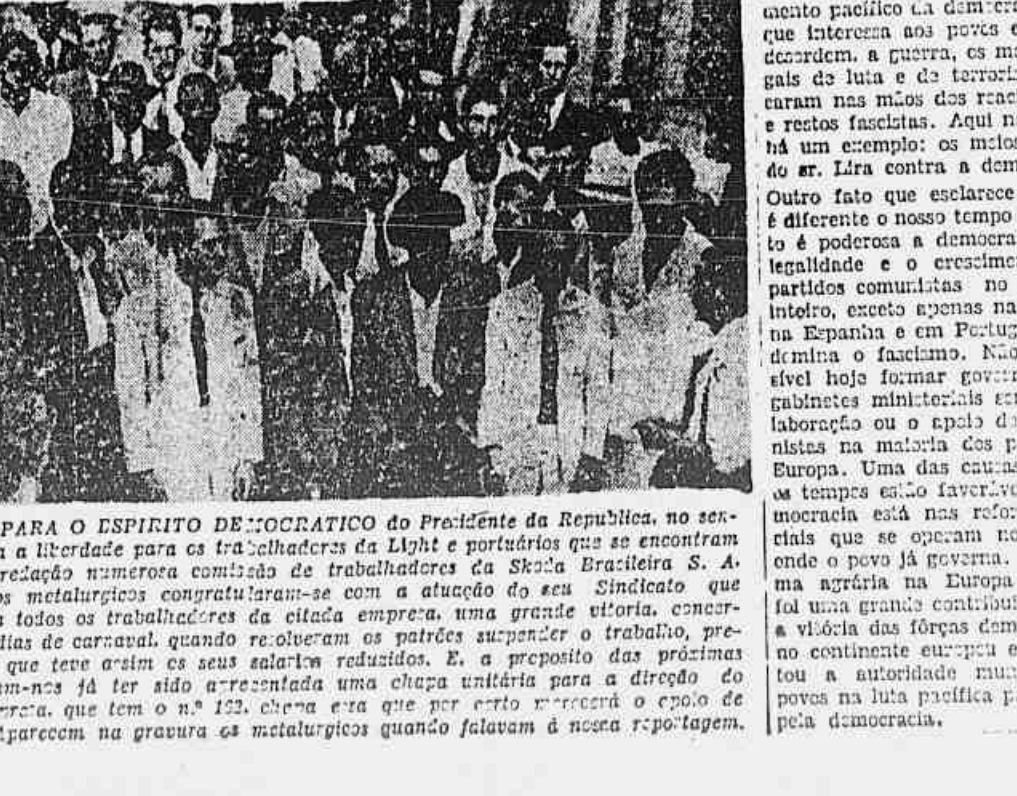 PARA O ESPIRITO DEMOCRATICO do Presidente da Republica, no sen-
a a liberdade para os trabalhadores da Light e portuários que se encontram
redação numerosa comissão de trabalhadores da Skoda Brasileira S. A.
os metalurgicos congratularam-se com a atuação do seu Sindicato que
a todos os trabalhadores da citada empresa, uma grande vitoria, concer-
dias de carnaval, quando resolveram os patrões suspender o trabalho, pre-
que teve assim os seus salarios reduzidos. E, a proposito das próximas
am-nos já ter sido apresentada uma chapa unitária para a direção do
que tem o n.º chapa essa que por certo merecerá o apoio de
Aparecem na gravura os metalurgicos quando falavam à nossa reportagem.
mento pacífico da democra
que interessa aos povos e
desordem, a guerra, os m
gais de luta e de terroris
caram nas mãos dos reac
e restos fascistas. Aqui n
há um exemplo: os meios
do sr. Lira contra a dem
Outro fato que esclarece
é diferente o nosso tempo
to é poderosa a democra
legalidade e o crescime
partidos comunistas no
inteiro, exceto apenas na
na Espanha e em Portug
domina o fascismo. Não
sível hoje formar gover
gabinetes ministeriais se
laboração ou o apoio d
nistas na maioria dos p
Europa. Uma das causas
os tempos estão favoráve
mocracia está nas refor
ciais que se operam n
onde o povo já governa.
ma agrária na Europa
foi uma grande contribui
a vitória das fôrças dem
no continente europeu e
tou a autoridade mun
povos na luta pacífica p
pela democracia.